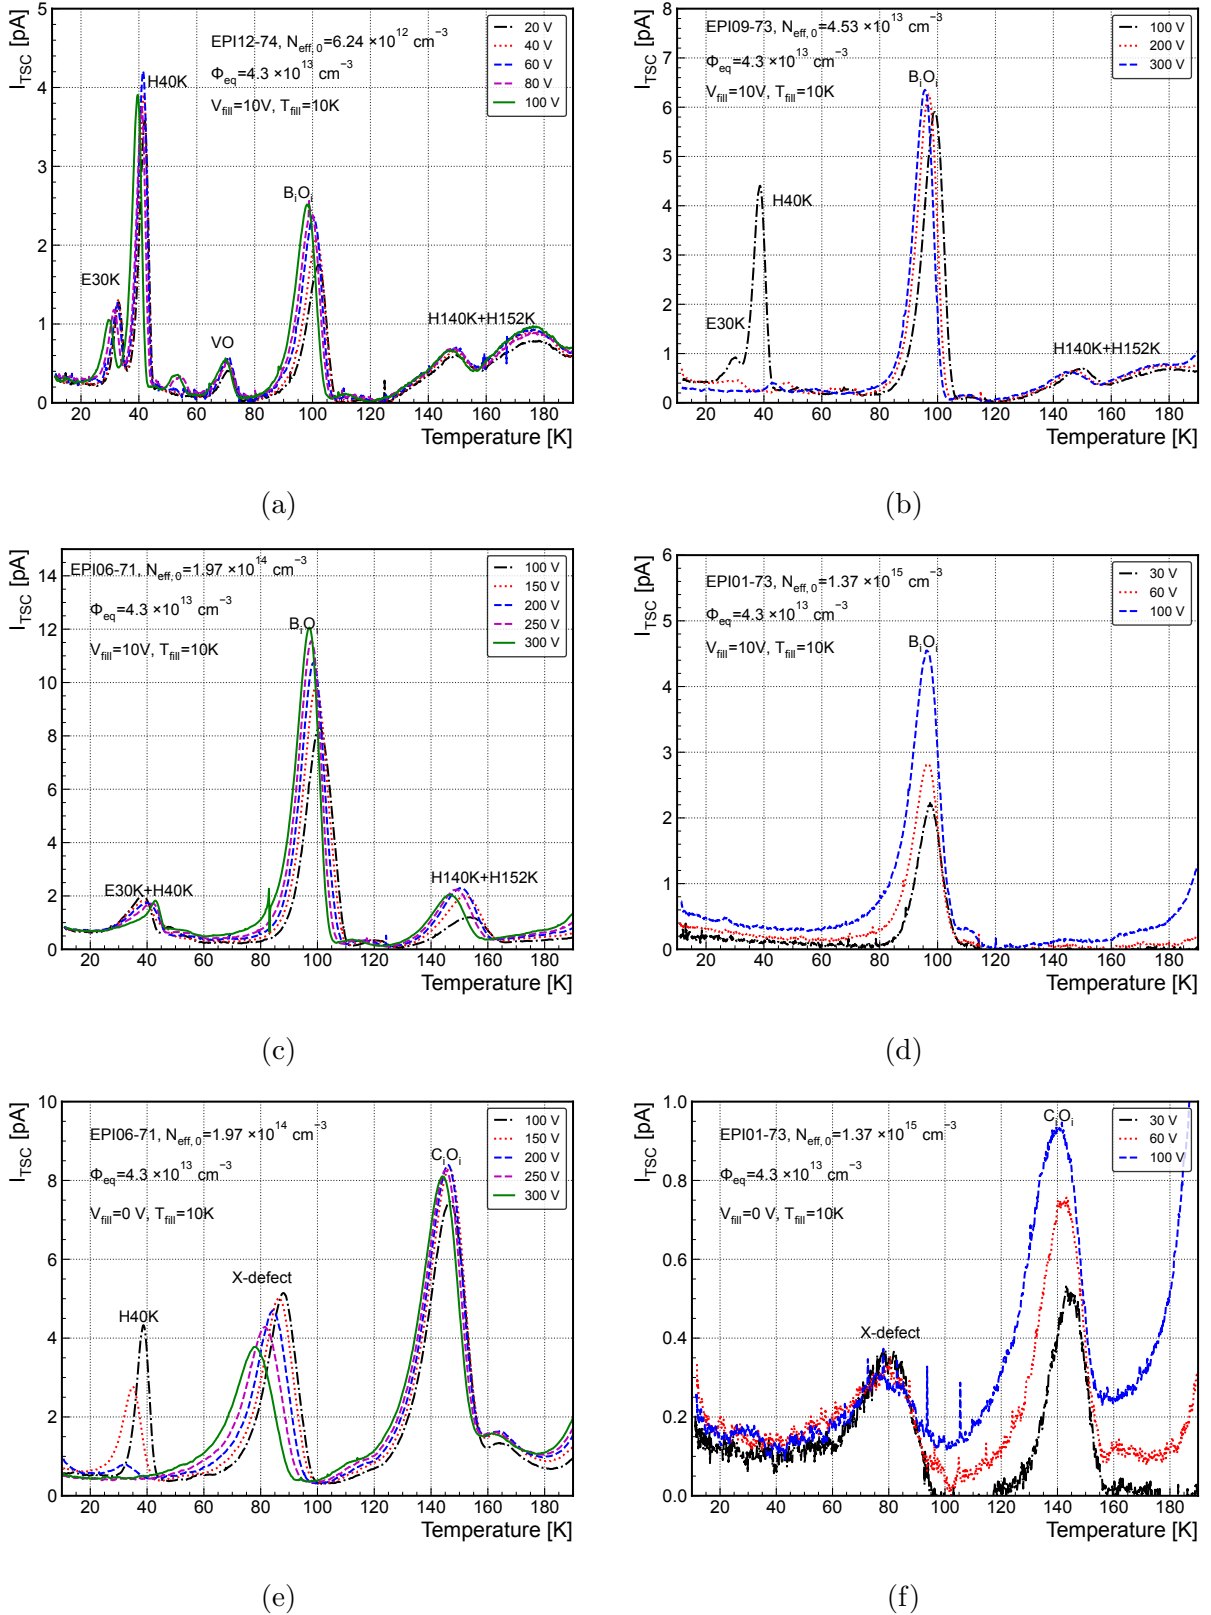 I_TSC [pA]
5
4
3
2
1
0
EPI12-74, N_eff, 0=6.24 ×10^12 cm^−3
Φ_eq=4.3 ×10^13 cm^−3
V_fill=10V, T_fill=10K
20 V
40 V
60 V
80 V
100 V
H40K
E30K
VO
B_iO_i
H140K+H152K
20 40 60 80 100 120 140 160 180
Temperature [K]
(a)
I_TSC [pA]
8
7
6
5
4
3
2
1
0
EPI09-73, N_eff, 0=4.53 ×10^13 cm^−3
Φ_eq=4.3 ×10^13 cm^−3
V_fill=10V, T_fill=10K
100 V
200 V
300 V
B_iO_i
H40K
E30K
H140K+H152K
20 40 60 80 100 120 140 160 180
Temperature [K]
(b)
I_TSC [pA]
14
12
10
8
6
4
2
0
EPI06-71, N_eff, 0=1.97 ×10^14 cm^−3
Φ_eq=4.3 ×10^13 cm^−3
V_fill=10V, T_fill=10K
100 V
150 V
200 V
250 V
300 V
B_iO_i
E30K+H40K
H140K+H152K
20 40 60 80 100 120 140 160 180
Temperature [K]
(c)
I_TSC [pA]
6
5
4
3
2
1
0
EPI01-73, N_eff, 0=1.37 ×10^15 cm^−3
Φ_eq=4.3 ×10^13 cm^−3
V_fill=10V, T_fill=10K
30 V
60 V
100 V
B_iO_i
20 40 60 80 100 120 140 160 180
Temperature [K]
(d)
I_TSC [pA]
10
8
6
4
2
0
EPI06-71, N_eff, 0=1.97 ×10^14 cm^−3
Φ_eq=4.3 ×10^13 cm^−3
V_fill=0 V, T_fill=10K
100 V
150 V
200 V
250 V
300 V
C_iO_i
X-defect
H40K
20 40 60 80 100 120 140 160 180
Temperature [K]
(e)
I_TSC [pA]
1.0
0.8
0.6
0.4
0.2
0.0
EPI01-73, N_eff, 0=1.37 ×10^15 cm^−3
Φ_eq=4.3 ×10^13 cm^−3
V_fill=0 V, T_fill=10K
30 V
60 V
100 V
C_iO_i
X-defect
20 40 60 80 100 120 140 160 180
Temperature [K]
(f)